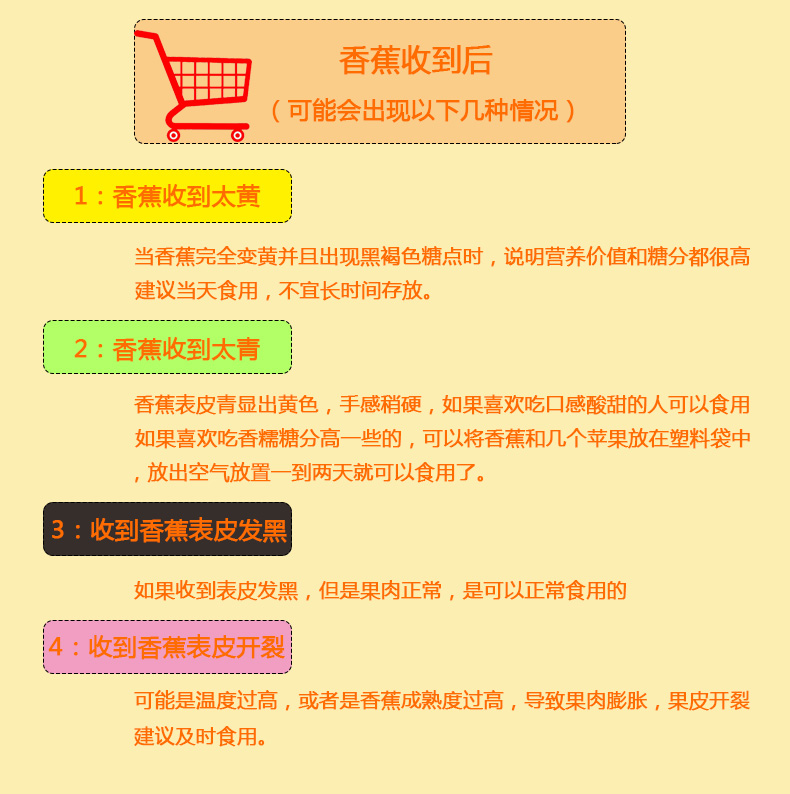 香蕉收到后
（可能会出现以下几种情况）
1：香蕉收到太黄
当香蕉完全变黄并且出现黑褐色糖点时，说明营养价值和糖分都很高
建议当天食用，不宜长时间存放。
2：香蕉收到太青
香蕉表皮青显出黄色，手感稍硬，如果喜欢吃口感酸甜的人可以食用
如果喜欢吃香糯糖分高一些的，可以将香蕉和几个苹果放在塑料袋中
，放出空气放置一到两天就可以食用了。
3：收到香蕉表皮发黑
如果收到表皮发黑，但是果肉正常，是可以正常食用的
4：收到香蕉表皮开裂
可能是温度过高，或者是香蕉成熟度过高，导致果肉膨胀，果皮开裂
建议及时食用。